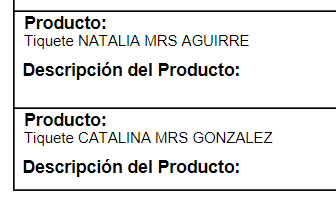 Producto:
Tiquete NATALIA MRS AGUIRRE
Descripción del Producto:
Producto:
Tiquete CATALINA MRS GONZALEZ
Descripción del Producto: